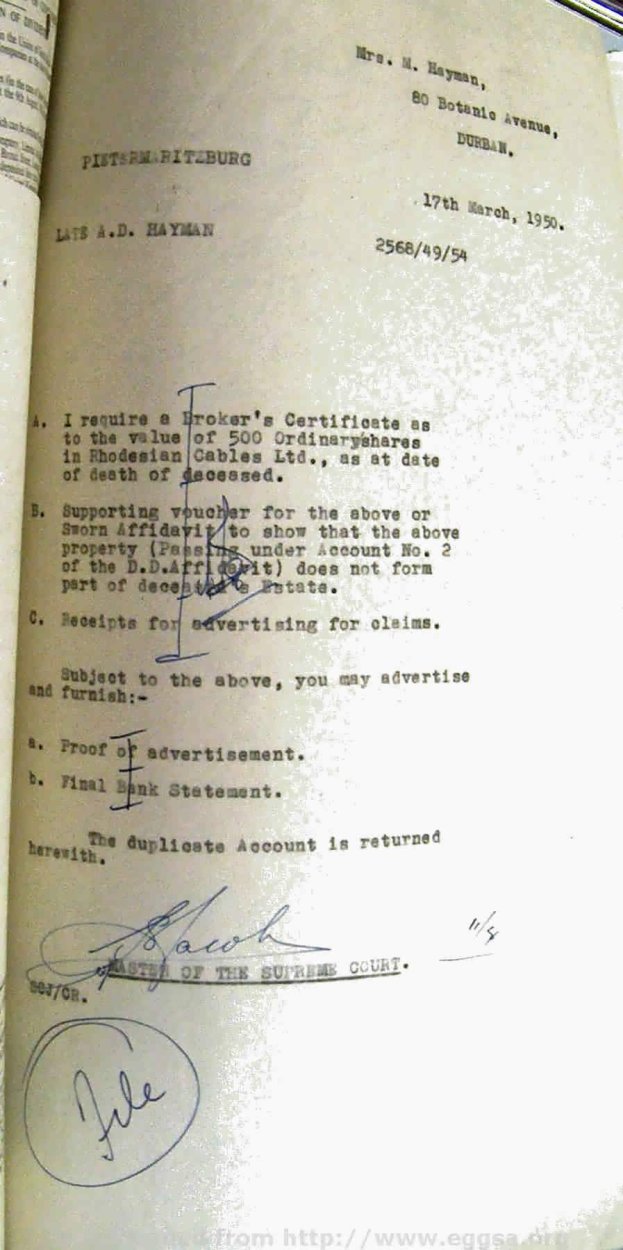 Mrs. M. Hayman,
80 Botanic Avenue,
DURBAN.
PIETERMARITZBURG
17th March, 1950.
LATE A.D. HAYMAN
2568/49/54
A. I require a Broker's Certificate as
to the value of 500 Ordinaryshares
in Rhodesian Cables Ltd., as at date
of death of deceased.
B. Supporting voucher for the above or
Sworn Affidavit to show that the above
property (Passing under Account No. 2
of the D.D.Affidavit) does not form
part of deceased's Estate.
C. Receipts for advertising for claims.
Subject to the above, you may advertise
and furnish:-
a. Proof of advertisement.
b. Final Bank Statement.
The duplicate Account is returned
herewith.
MASTER OF THE SUPREME COURT.
SGJ/CR.
File
from http://www.eggsa.org